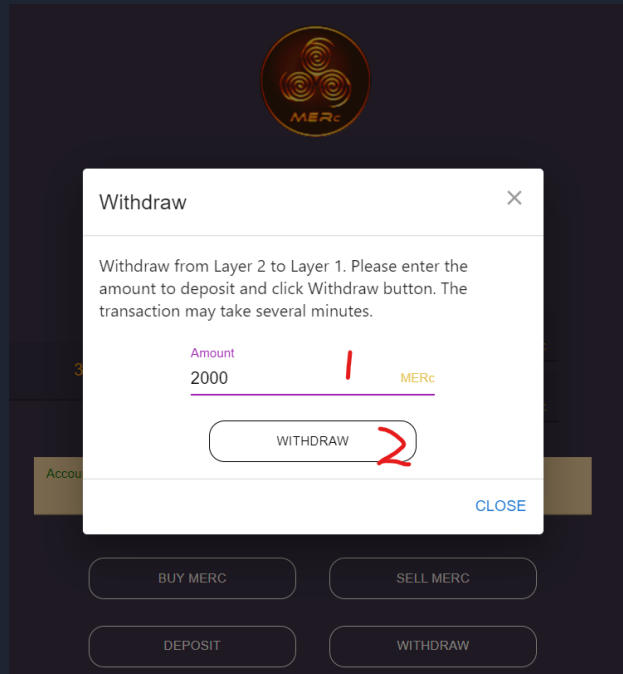 MERc
Withdraw
Withdraw from Layer 2 to Layer 1. Please enter the
amount to deposit and click Withdraw button. The
transaction may take several minutes.
Amount
1
2000 MERc
3
WITHDRAW 2
Accou
CLOSE
BUY MERC SELL MERC
DEPOSIT WITHDRAW